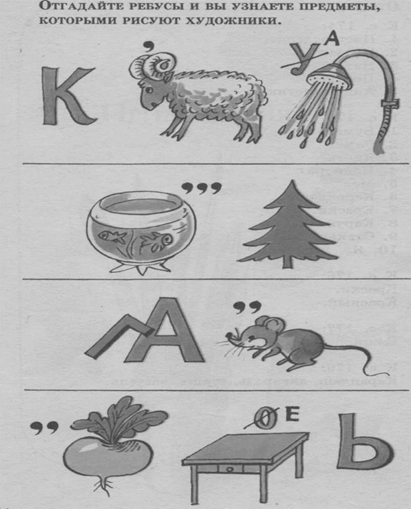 Отгадайте ребусы и вы узнаете предметы,
которыми рисуют художники.
К , У А
,,,
Л А ,,
,, О Е Ь